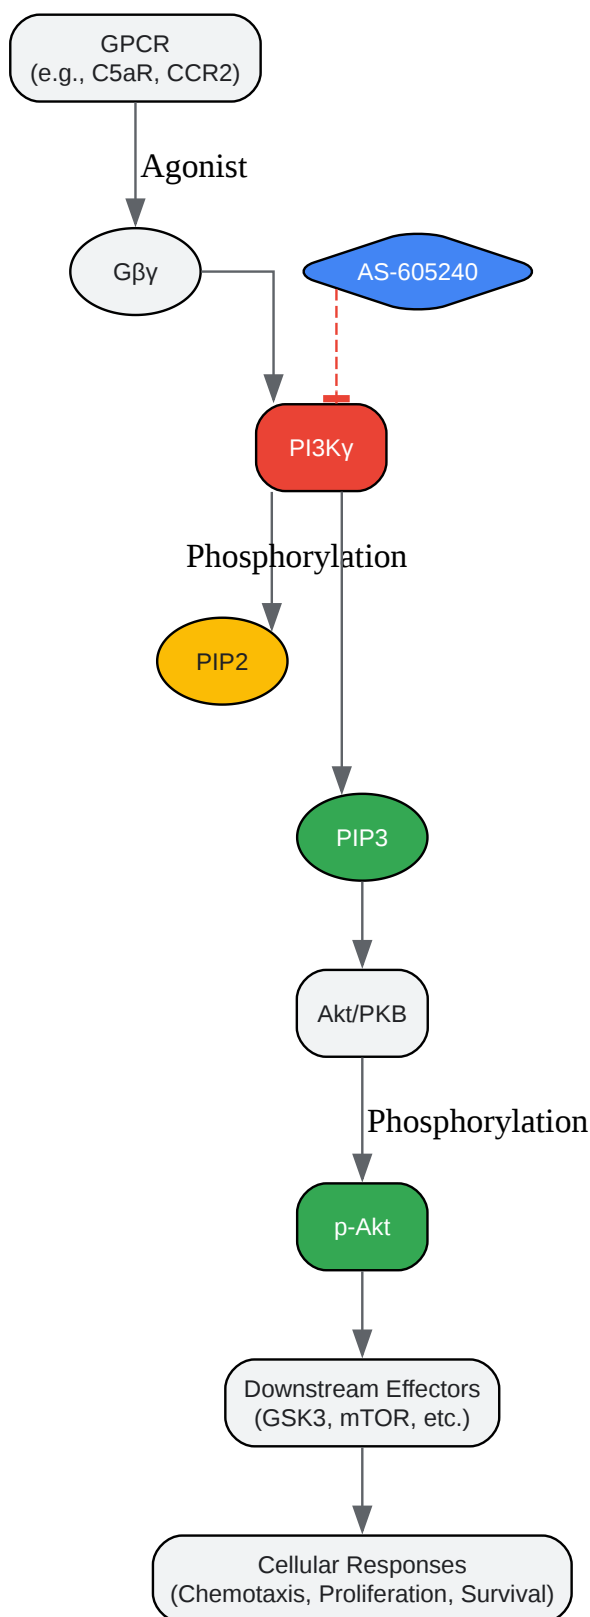 GPCR
(e.g., C5aR, CCR2)
Agonist
Gβγ
AS-605240
PI3Kγ
Phosphorylation
PIP2
PIP3
Akt/PKB
Phosphorylation
p-Akt
Downstream Effectors
(GSK3, mTOR, etc.)
Cellular Responses
(Chemotaxis, Proliferation, Survival)